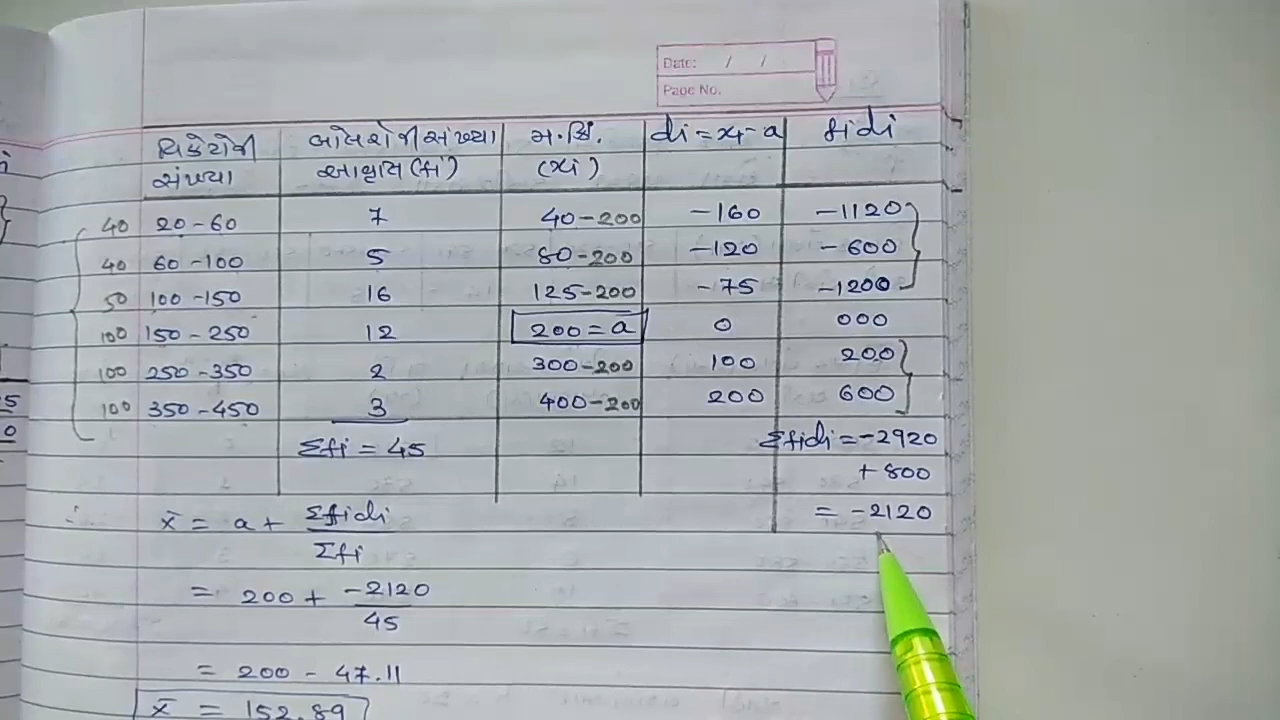 Date: / /
Page No.
વિકેટોની બોલરોની સંખ્યા મ.કિં. di = xi - a fidi
સંખ્યા આવૃત્તિ (fi) (xi)
40 20-60 7 40-200 -160 -1120
40 60-100 5 80-200 -120 -600
50 100-150 16 125-200 -75 -1200
100 150-250 12 200 = a 0 000
100 250-350 2 300-200 100 200
100 350-450 3 400-200 200 600
Σfi = 45 Σfidi = -2920
+ 800
x̄ = a + Σfidi = -2120
Σfi
= 200 + -2120
45
= 200 - 47.11
x̄ = 152.89